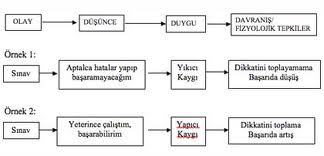 OLAY DÜŞÜNCE DUYGU DAVRANIŞ/
FİZYOLOJİK TEPKİLER
Örnek 1:
Sınav
Aptalca hatalar yapıp
başaramayacağım
Yıkıcı
Kaygı
Dikkatini toplayamama
Başarıda düşüş
Örnek 2:
Sınav
Yeterince çalıştım,
başarabilirim
Yapıcı
Kaygı
Dikkatini toplama
Başarıda artış